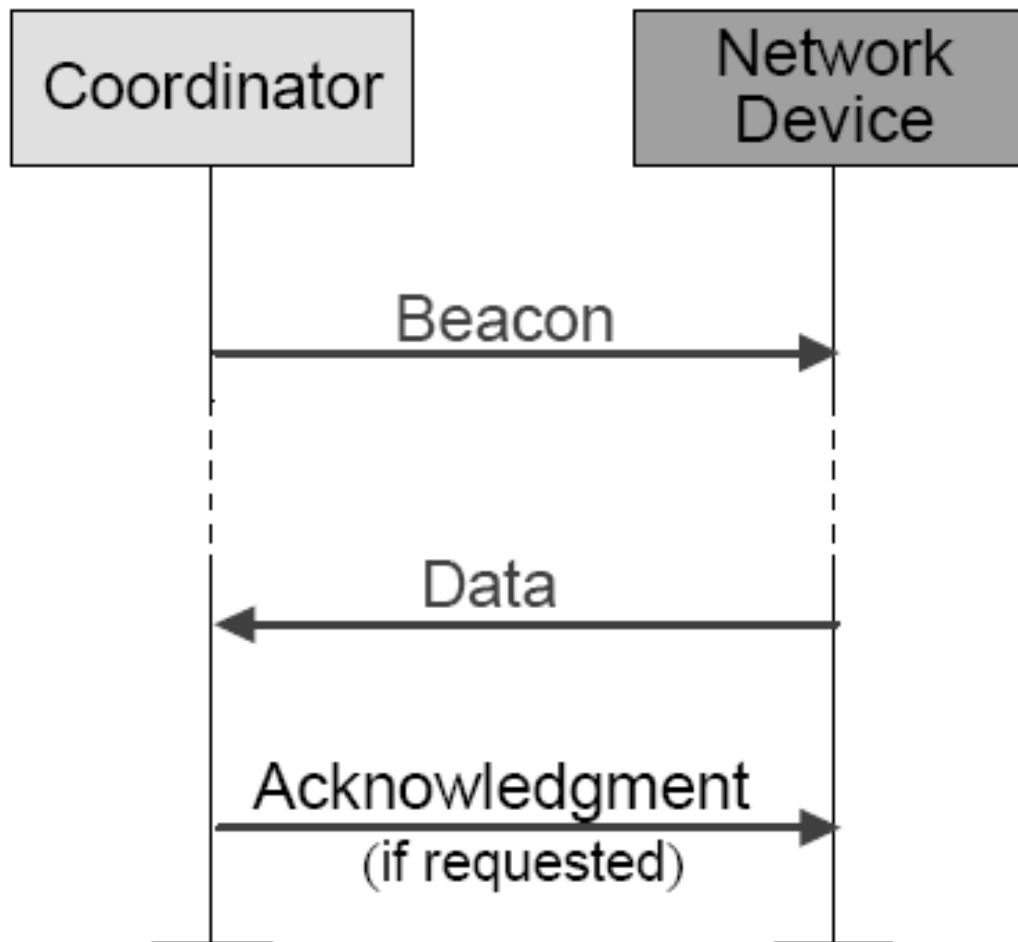 Coordinator
Network
Device
Beacon
Data
Acknowledgment
(if requested)